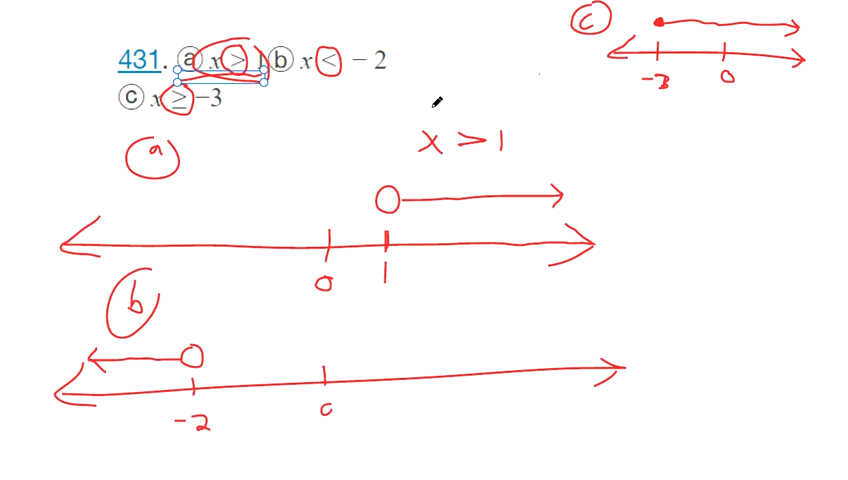 431. ⓐ x > 1 ⓑ x < − 2
ⓒ x ≥ −3
c
-3 0
a
x > 1
0 1
b
-2 0